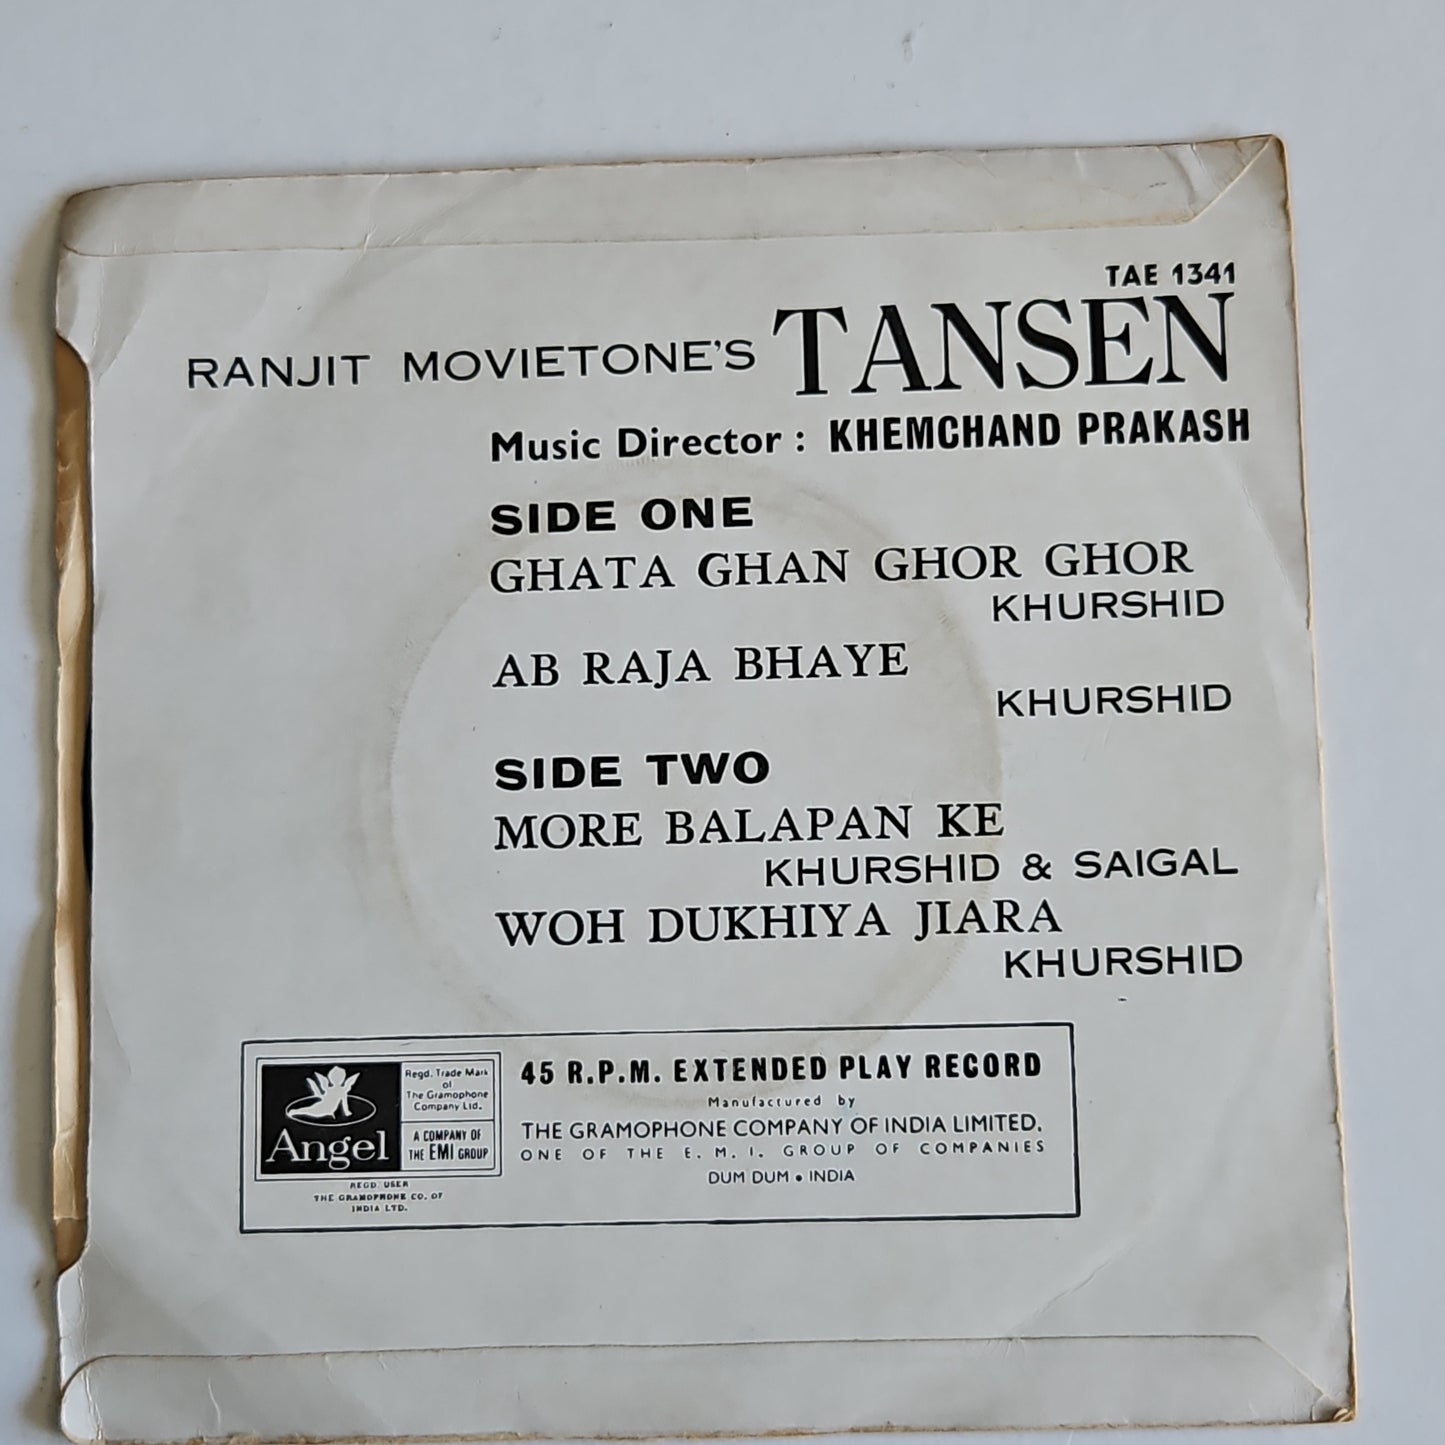 TAE 1341
RANJIT MOVIETONE'S TANSEN
Music Director : KHEMCHAND PRAKASH
SIDE ONE
GHATA GHAN GHOR GHOR
KHURSHID
AB RAJA BHAYE
KHURSHID
SIDE TWO
MORE BALAPAN KE
KHURSHID & SAIGAL
WOH DUKHIYA JIARA
KHURSHID
Angel
Regd. Trade Mark
of
The Gramophone
Company Ltd.
A COMPANY OF
THE EMI GROUP
REGD. USER
THE GRAMOPHONE CO. OF
INDIA LTD.
45 R.P.M. EXTENDED PLAY RECORD
Manufactured by
THE GRAMOPHONE COMPANY OF INDIA LIMITED.
ONE OF THE E. M. I. GROUP OF COMPANIES
DUM DUM • INDIA